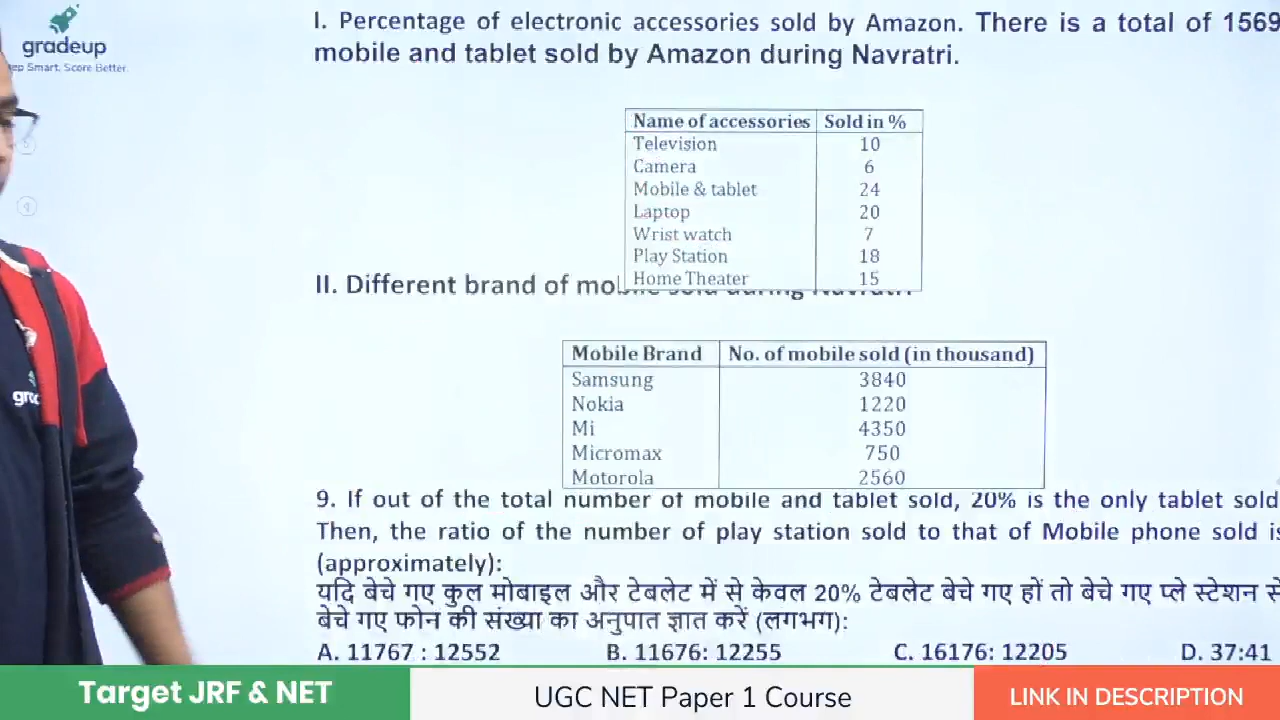 gradeup
ep Smart. Score Better.
I. Percentage of electronic accessories sold by Amazon. There is a total of 1569
mobile and tablet sold by Amazon during Navratri.
Name of accessories Sold in %
Television 10
Camera 6
Mobile & tablet 24
Laptop 20
Wrist watch 7
Play Station 18
Home Theater 15
II. Different brand of mobile sold during Navratri
Mobile Brand No. of mobile sold (in thousand)
Samsung 3840
Nokia 1220
Mi 4350
Micromax 750
Motorola 2560
9. If out of the total number of mobile and tablet sold, 20% is the only tablet sold
Then, the ratio of the number of play station sold to that of Mobile phone sold is
(approximately):
यदि बेचे गए कुल मोबाइल और टेबलेट में से केवल 20% टेबलेट बेचे गए हों तो बेचे गए प्ले स्टेशन से
बेचे गए फोन की संख्या का अनुपात ज्ञात करें (लगभग):
A. 11767 : 12552 B. 11676: 12255 C. 16176: 12205 D. 37:41
Target JRF & NET UGC NET Paper 1 Course LINK IN DESCRIPTION